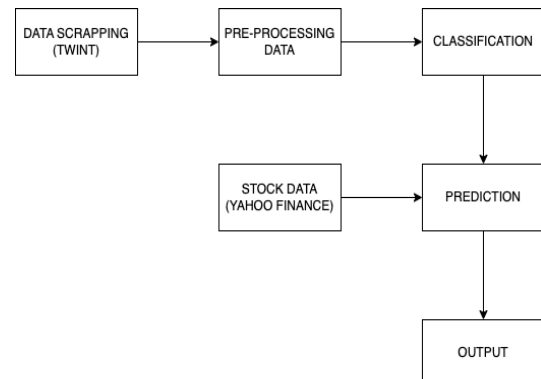 DATA SCRAPPING
(TWINT)
PRE-PROCESSING
DATA
CLASSIFICATION
STOCK DATA
(YAHOO FINANCE)
PREDICTION
OUTPUT